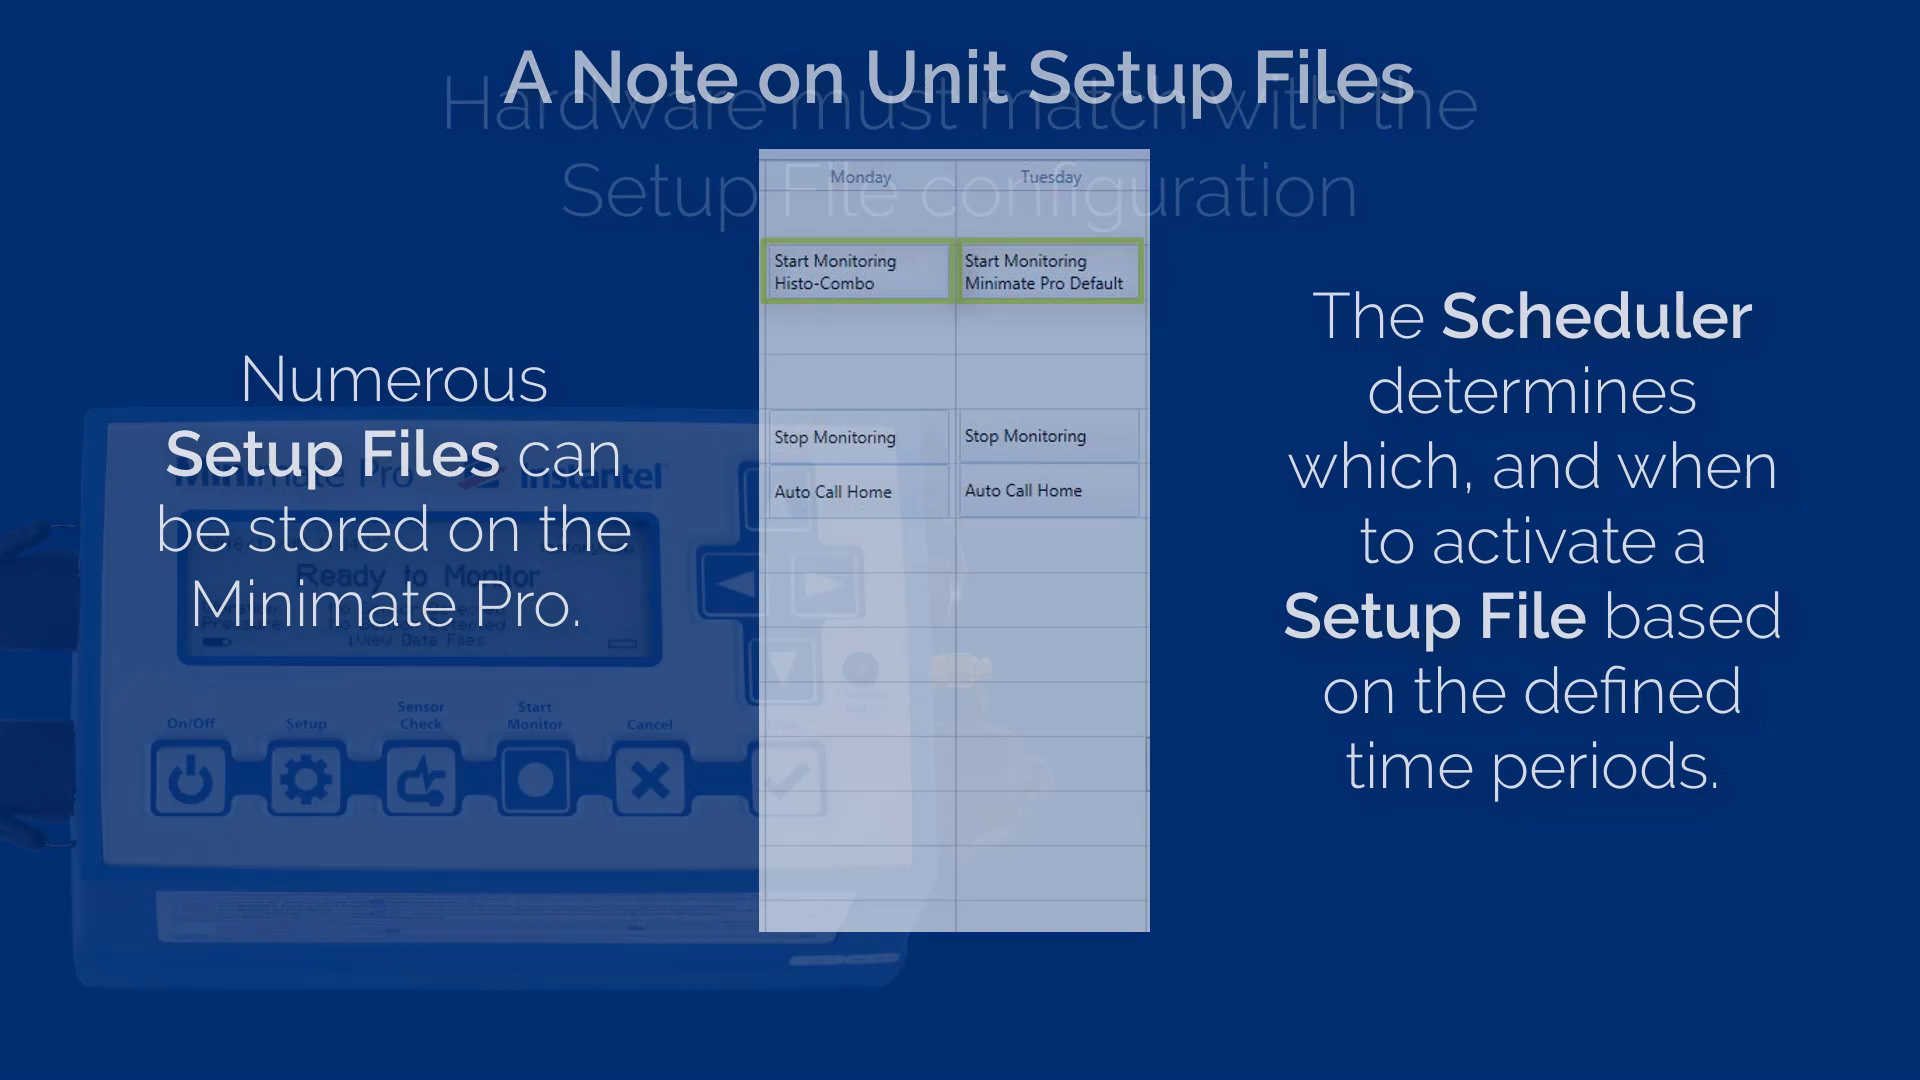 A Note on Unit Setup Files
Hardware must match with the
Setup File configuration
Monday
Tuesday
Start Monitoring
Histo-Combo
Start Monitoring
Minimate Pro Default
Stop Monitoring
Stop Monitoring
Auto Call Home
Auto Call Home
Numerous
Setup Files can
be stored on the
Minimate Pro.
The Scheduler
determines
which, and when
to activate a
Setup File based
on the defined
time periods.
Minimate Pro
Instantel
Ready to Monitor
↓View Data Files
On/Off
Setup
Sensor
Check
Start
Monitor
Cancel